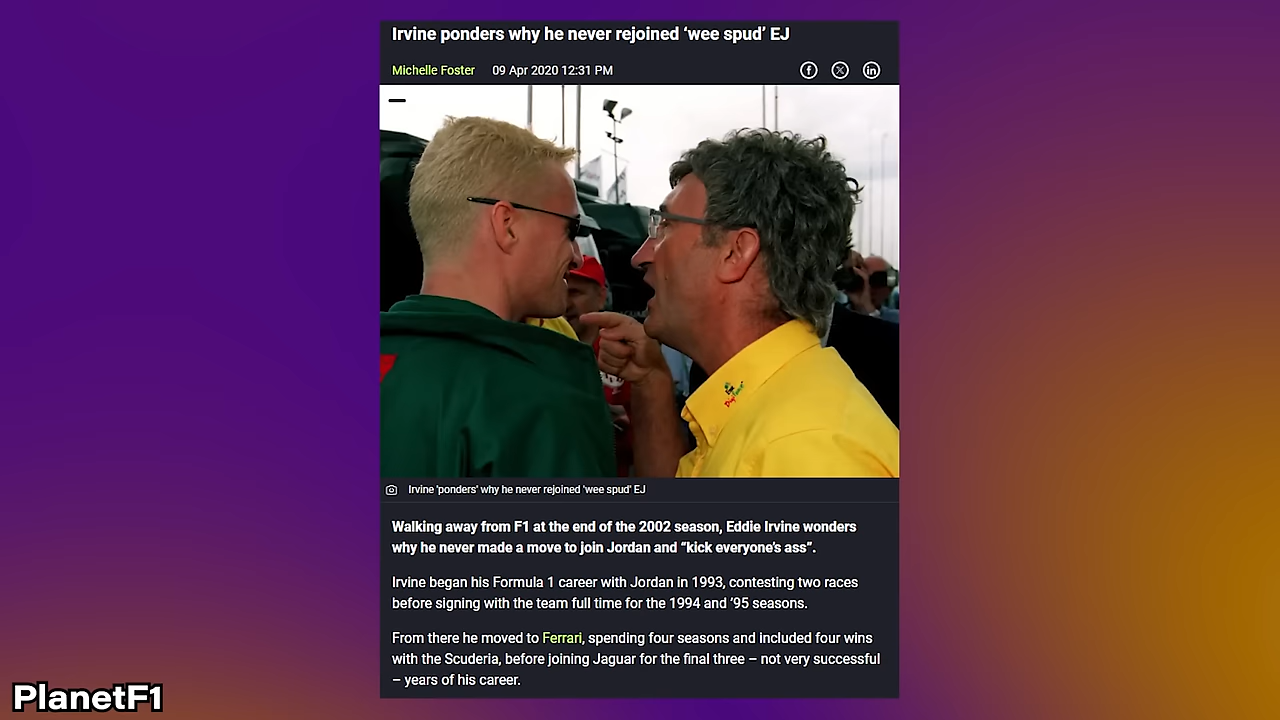 Irvine ponders why he never rejoined ‘wee spud’ EJ
Michelle Foster 09 Apr 2020 12:31 PM
Irvine 'ponders' why he never rejoined 'wee spud' EJ
Walking away from F1 at the end of the 2002 season, Eddie Irvine wonders
why he never made a move to join Jordan and “kick everyone’s ass”.
Irvine began his Formula 1 career with Jordan in 1993, contesting two races
before signing with the team full time for the 1994 and ’95 seasons.
From there he moved to Ferrari, spending four seasons and included four wins
with the Scuderia, before joining Jaguar for the final three – not very successful
– years of his career.
PlanetF1